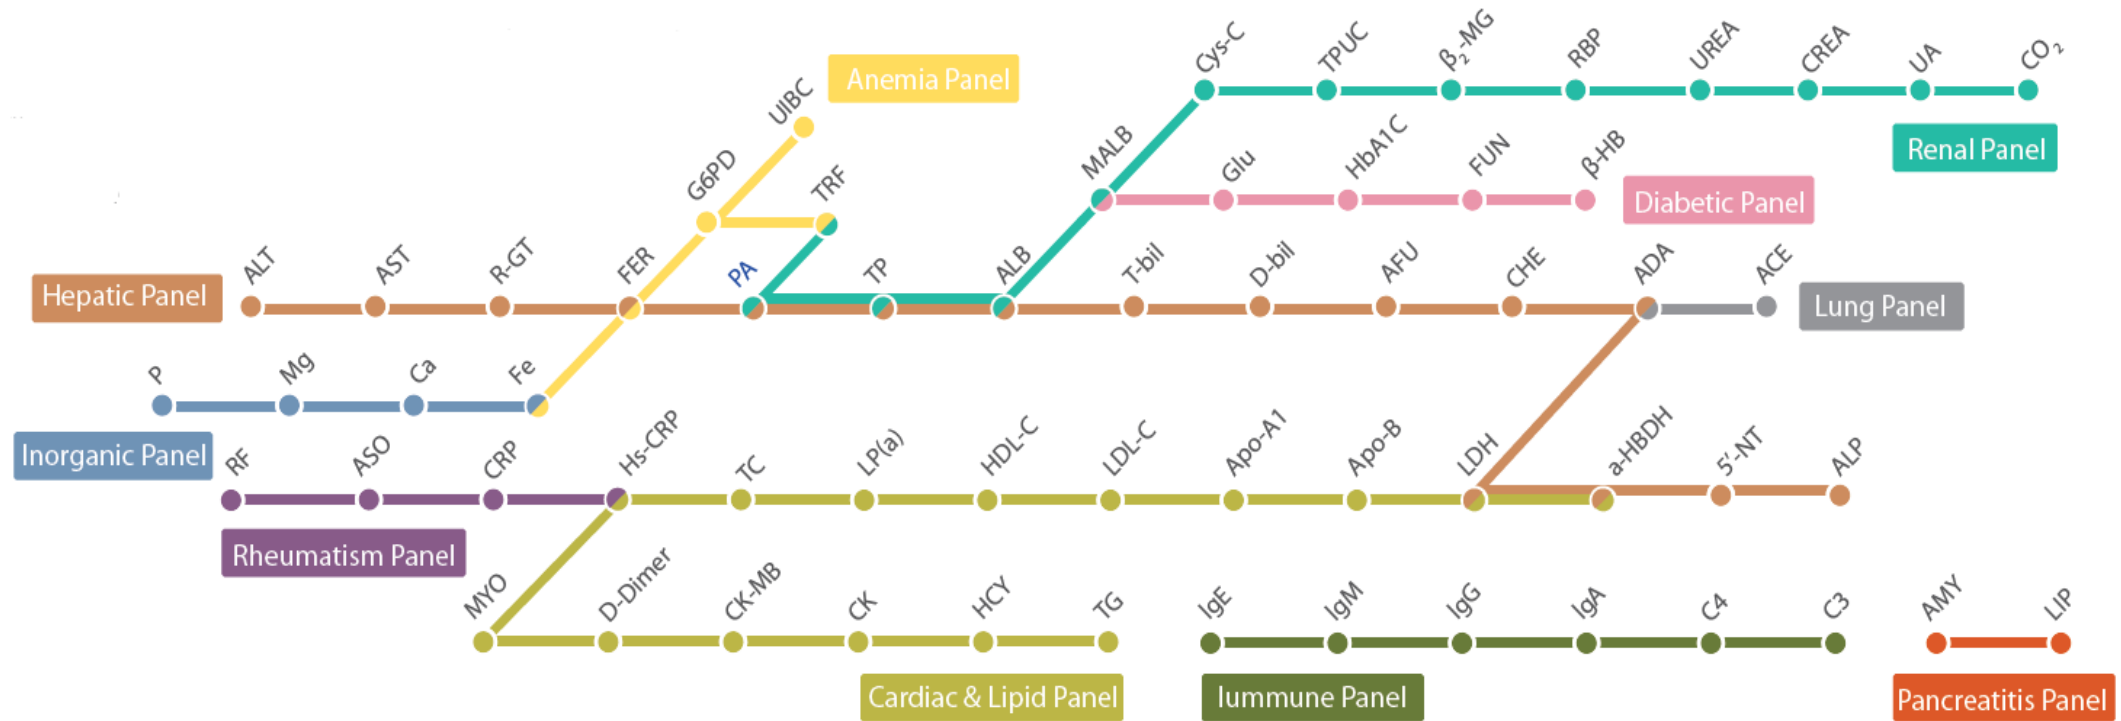 Cys-C
TPUC
β₂-MG
RBP
UREA
CREA
UA
CO₂
Renal Panel
Anemia Panel
UIBC
G6PD
TRF
MALB
Glu
HbA1C
FUN
β-HB
Diabetic Panel
Hepatic Panel
ALT
AST
R-GT
FER
PA
TP
ALB
T-bil
D-bil
AFU
CHE
ADA
ACE
Lung Panel
P
Mg
Ca
Fe
Inorganic Panel
RF
ASO
CRP
Hs-CRP
TC
LP(a)
HDL-C
LDL-C
Apo-A1
Apo-B
LDH
a-HBDH
5'-NT
ALP
Rheumatism Panel
MYO
D-Dimer
CK-MB
CK
HCY
TG
Cardiac & Lipid Panel
IgE
IgM
IgG
IgA
C4
C3
Iummune Panel
AMY
LIP
Pancreatitis Panel